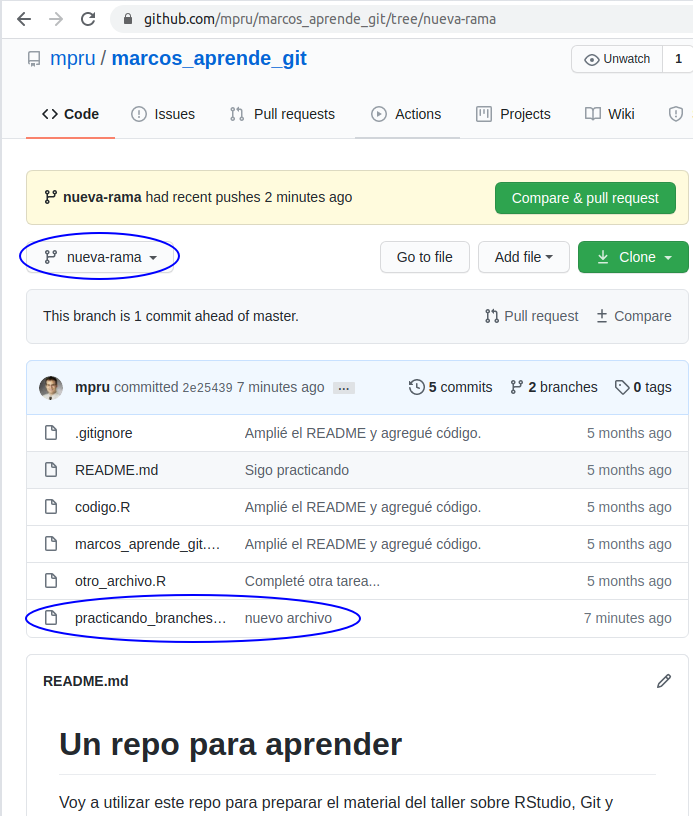 github.com/mpru/marcos_aprende_git/tree/nueva-rama
mpru / marcos_aprende_git
Unwatch 1
Code Issues Pull requests Actions Projects Wiki
nueva-rama had recent pushes 2 minutes ago
Compare & pull request
nueva-rama
Go to file Add file Clone
This branch is 1 commit ahead of master.
Pull request Compare
mpru committed 2e25439 7 minutes ago ... 5 commits 2 branches 0 tags
.gitignore Amplié el README y agregué código. 5 months ago
README.md Sigo practicando 5 months ago
codigo.R Amplié el README y agregué código. 5 months ago
marcos_aprende_git.... Amplié el README y agregué código. 5 months ago
otro_archivo.R Completé otra tarea... 5 months ago
practicando_branches... nuevo archivo 7 minutes ago
README.md
Un repo para aprender
Voy a utilizar este repo para preparar el material del taller sobre RStudio, Git y